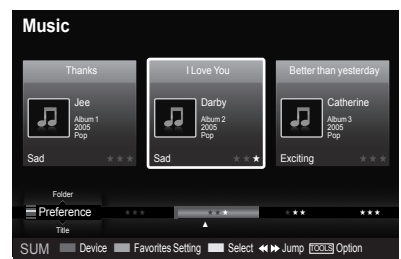 Music
Thanks
I Love You
Better than yesterday
Jee
Album 1
2005
Pop
Sad
Darby
Album 2
2005
Pop
Sad
Catherine
Album 3
2005
Pop
Exciting
Folder
Preference
Title
SUM Device Favorites Setting Select Jump TOOLS Option